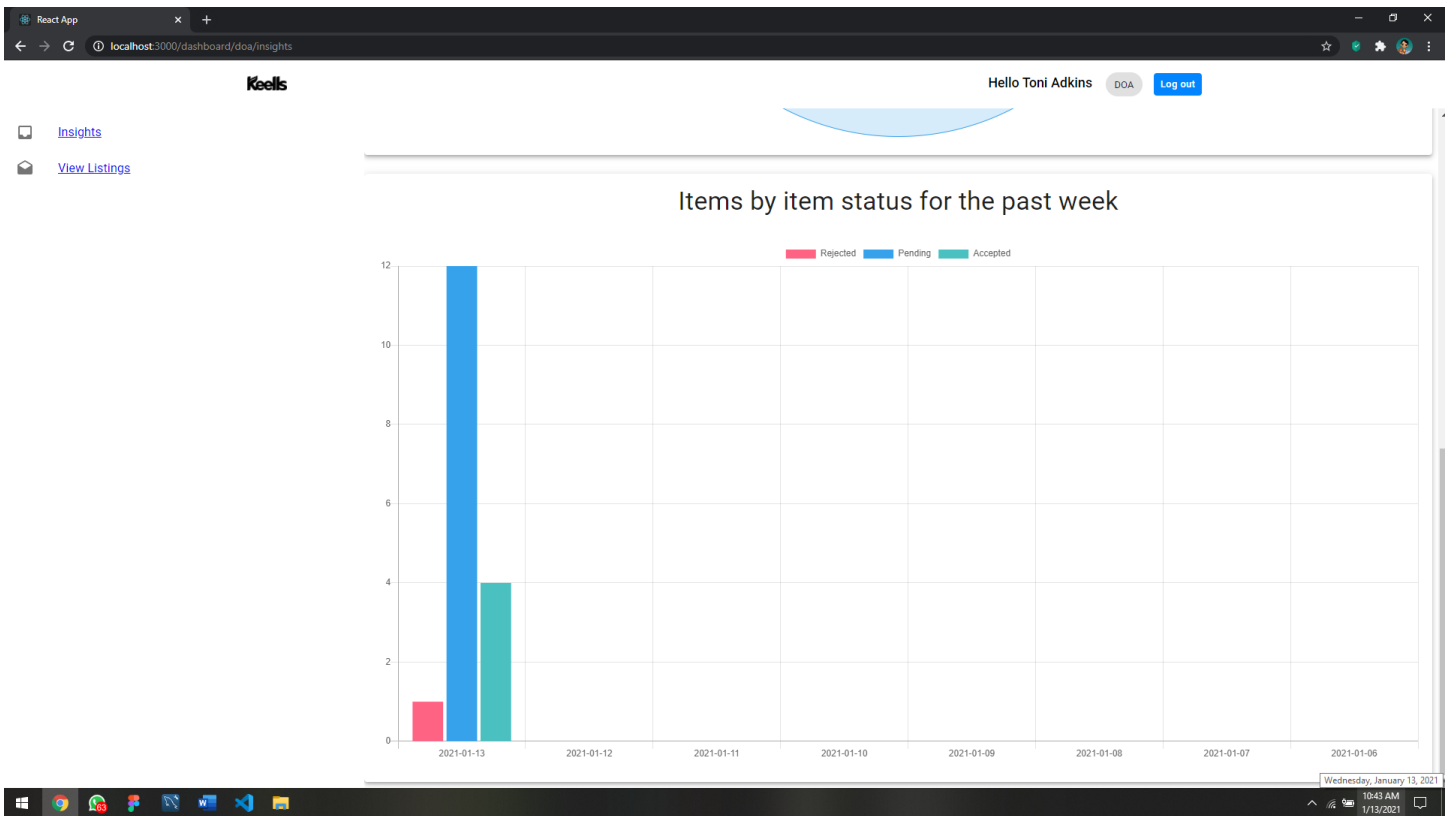 React App
localhost:3000/dashboard/doa/insights
Keells
Hello Toni Adkins DOA Log out
Insights
View Listings
Items by item status for the past week
Rejected Pending Accepted
12
10
8
6
4
2
0
2021-01-13 2021-01-12 2021-01-11 2021-01-10 2021-01-09 2021-01-08 2021-01-07 2021-01-06
Wednesday, January 13, 2021
63
10:43 AM
1/13/2021